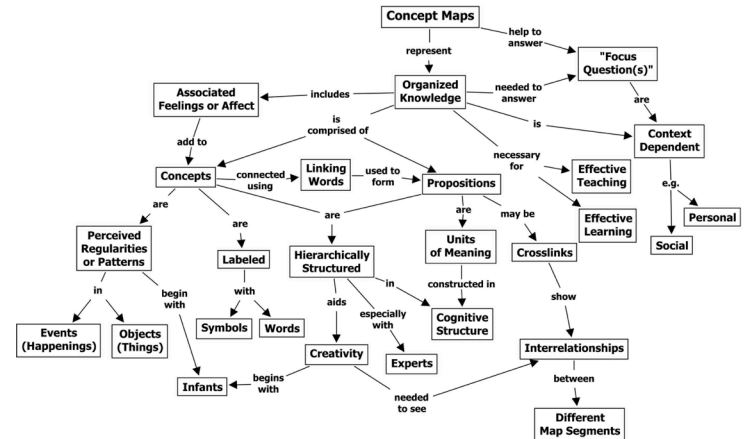 Concept Maps
help to
answer
represent
"Focus
Question(s)"
Organized
Knowledge
needed to
answer
Associated
Feelings or Affect
includes
are
is
comprised of
is
Context
Dependent
add to
necessary
for
Effective
Teaching
Concepts
connected
using
Linking
Words
used to
form
Propositions
e.g.
Personal
Effective
Learning
Social
are
are
are
are
may be
Perceived
Regularities
or Patterns
Labeled
Hierarchically
Structured
Units
of Meaning
Crosslinks
in
begin
with
with
aids
in
constructed in
show
especially
with
Events
(Happenings)
Objects
(Things)
Symbols
Words
Cognitive
Structure
Creativity
Experts
Interrelationships
Infants
begins
with
needed
to see
between
Different
Map Segments